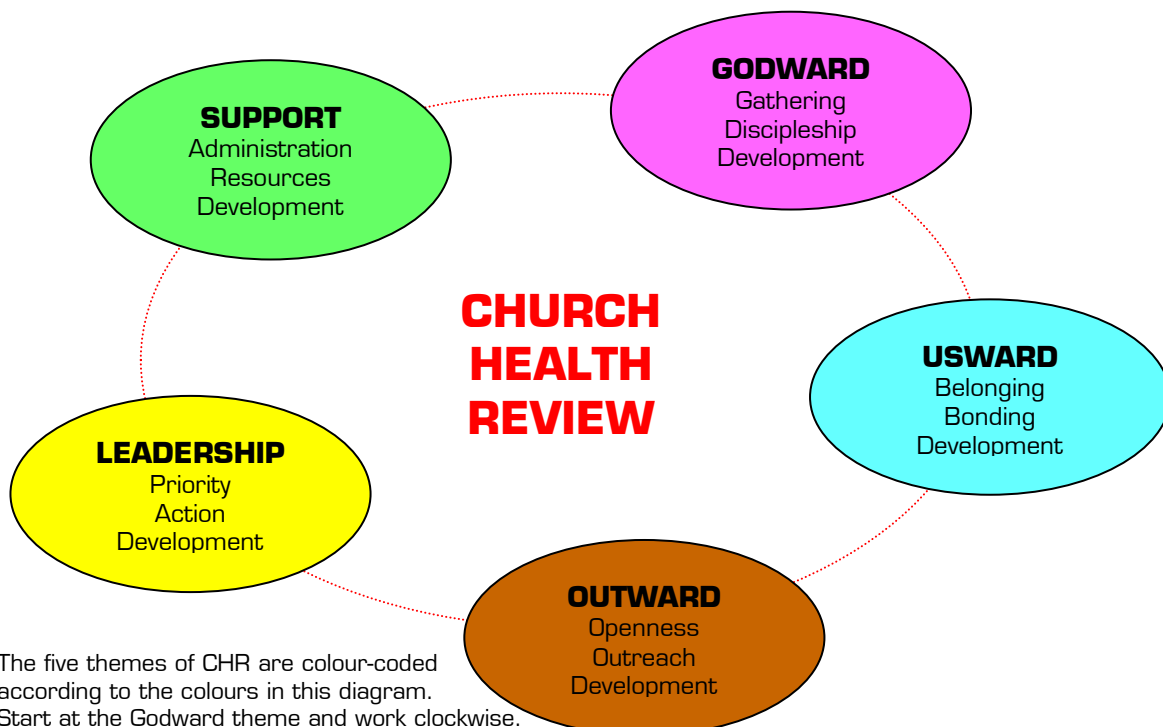 GODWARD
Gathering
Discipleship
Development
SUPPORT
Administration
Resources
Development
CHURCH
HEALTH
REVIEW
USWARD
Belonging
Bonding
Development
LEADERSHIP
Priority
Action
Development
OUTWARD
Openness
Outreach
Development
The five themes of CHR are colour-coded
according to the colours in this diagram.
Start at the Godward theme and work clockwise.